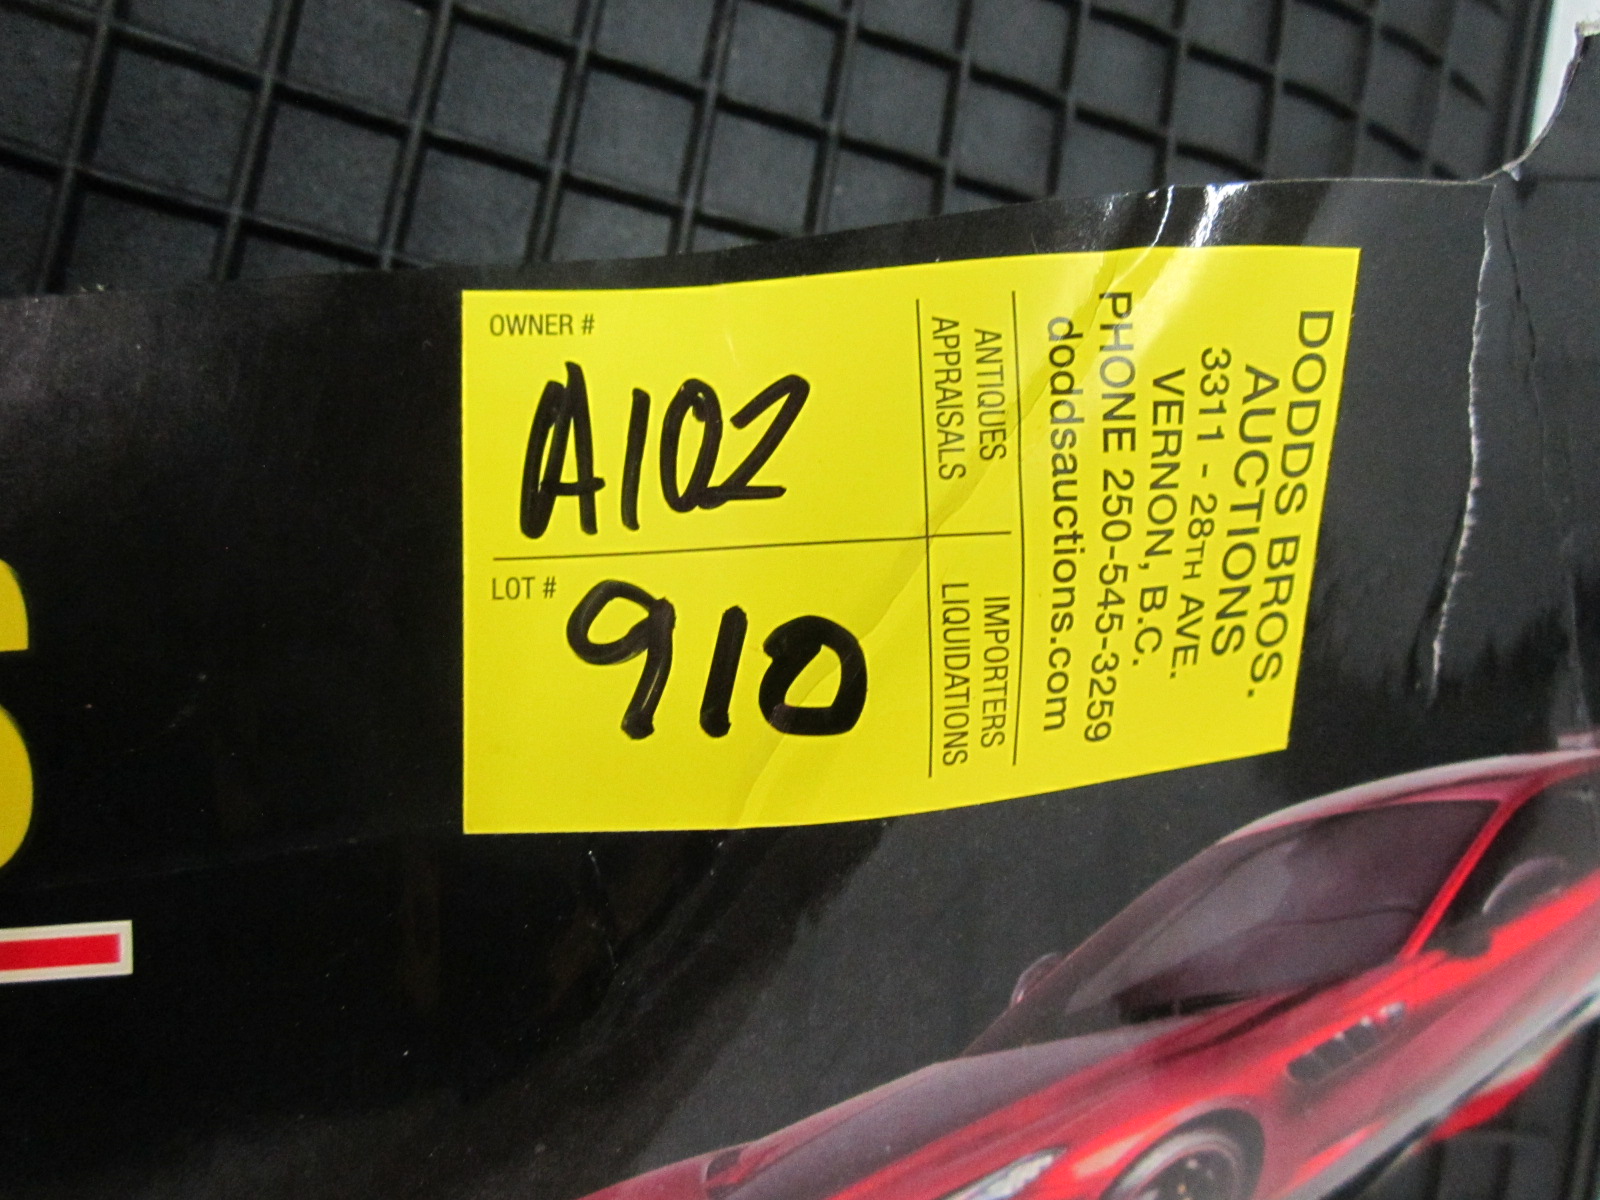 DODDS BROS.
AUCTIONS
3311 - 28TH AVE.
VERNON, B.C.
PHONE 250-545-3259
doddsauctions.com
ANTIQUES IMPORTERS
APPRAISALS LIQUIDATIONS
OWNER #
A102
LOT #
910